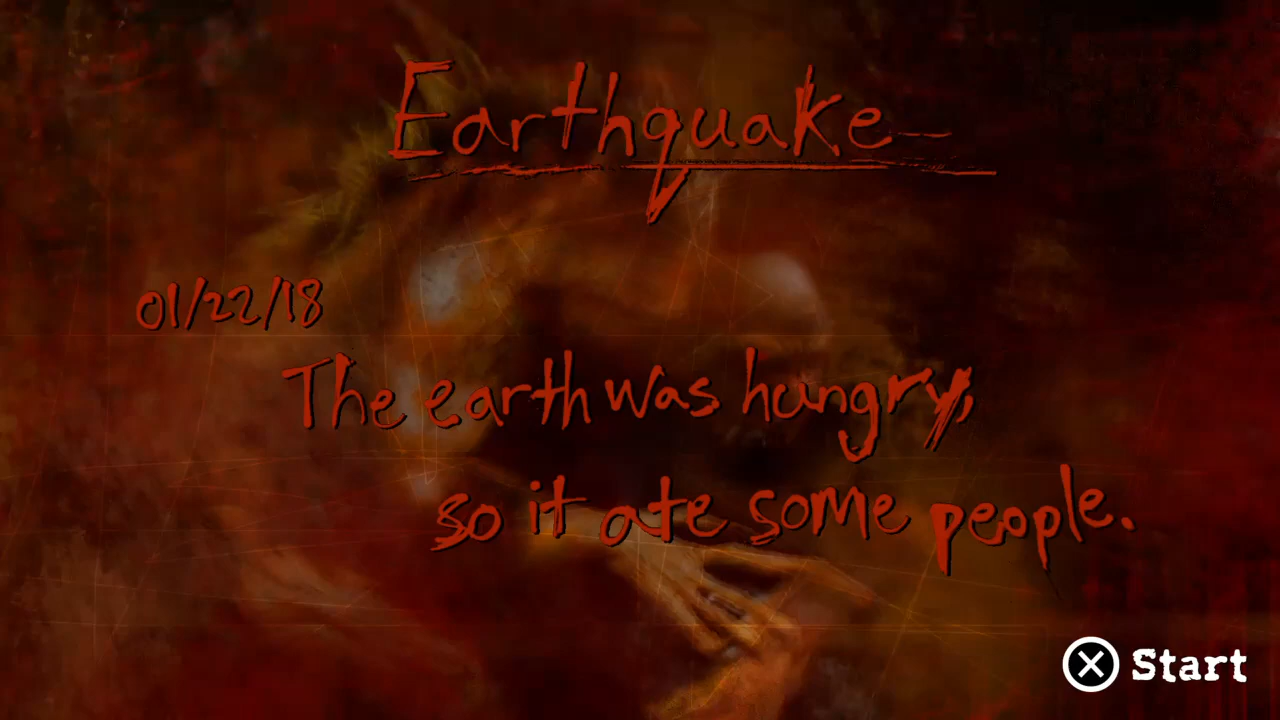 Earthquake
01/22/18
The earth was hungry,
so it ate some people.
Start